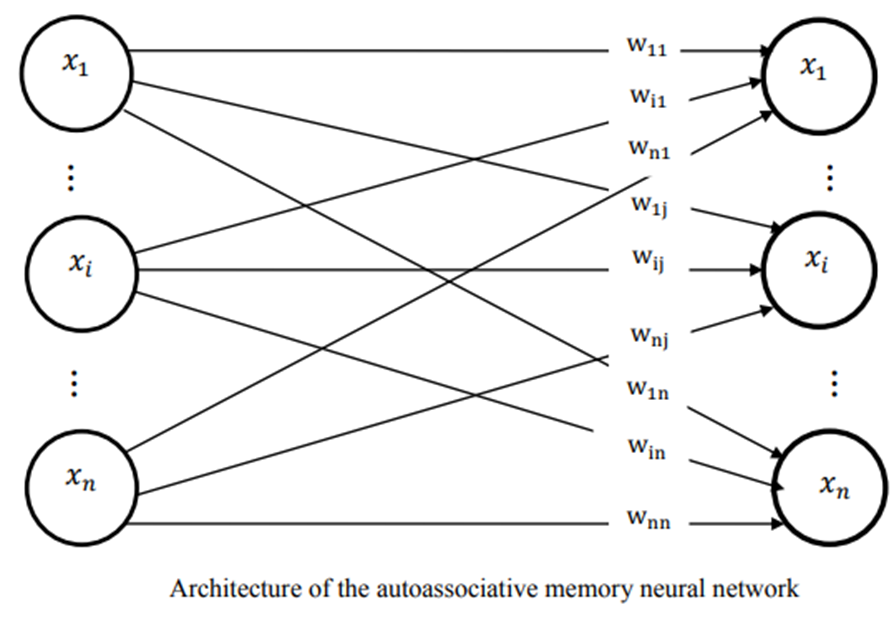 x₁ w₁₁ x₁
wᵢ₁
wₙ₁
⋮ ⋮
w₁ⱼ
xᵢ wᵢⱼ xᵢ
wₙⱼ
⋮ ⋮
w₁ₙ
wᵢₙ
xₙ xₙ
wₙₙ
Architecture of the autoassociative memory neural network